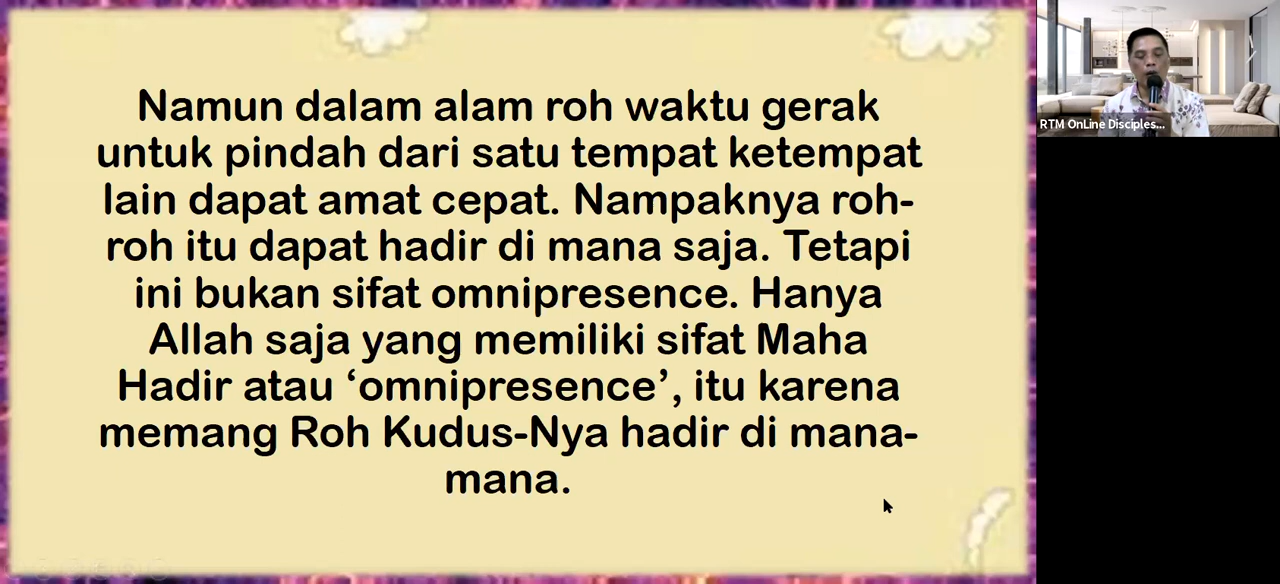 Namun dalam alam roh waktu gerak
untuk pindah dari satu tempat ketempat
lain dapat amat cepat. Nampaknya roh-
roh itu dapat hadir di mana saja. Tetapi
ini bukan sifat omnipresence. Hanya
Allah saja yang memiliki sifat Maha
Hadir atau ‘omnipresence’, itu karena
memang Roh Kudus-Nya hadir di mana-
mana.
RTM OnLine Disciples...